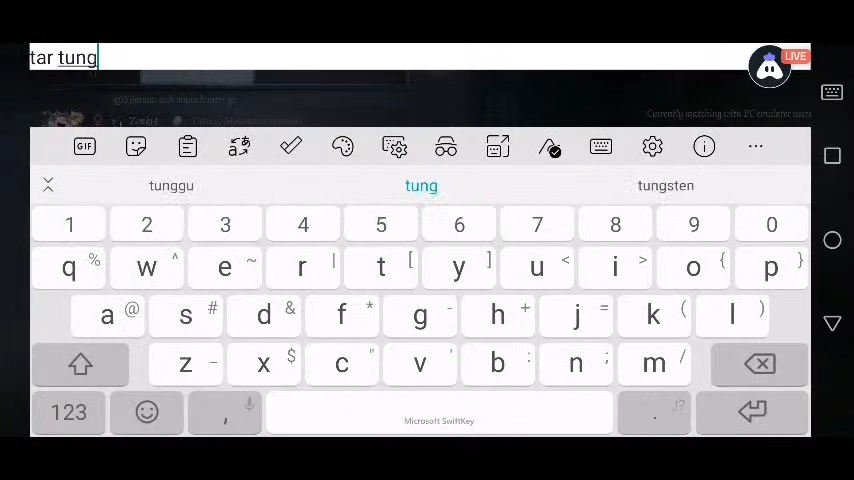 tar tung
LIVE
Currently matching with PC emulator users
GIF
tunggu tung tungsten
1 2 3 4 5 6 7 8 9 0
q % w ^ e ~ r | t [ y ] u < i > o { p }
a @ s # d & f * g - h + j = k ( l )
z _ x $ c " v ' b : n ; m /
123 , . ,!?
Microsoft SwiftKey